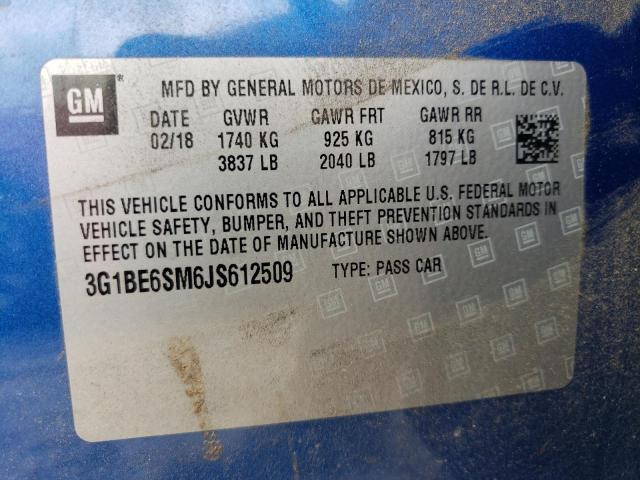 GM
MFD BY GENERAL MOTORS DE MEXICO, S. DE R.L. DE C.V.
DATE GVWR GAWR FRT GAWR RR
02/18 1740 KG 925 KG 815 KG
3837 LB 2040 LB 1797 LB
THIS VEHICLE CONFORMS TO ALL APPLICABLE U.S. FEDERAL MOTOR
VEHICLE SAFETY, BUMPER, AND THEFT PREVENTION STANDARDS IN
EFFECT ON THE DATE OF MANUFACTURE SHOWN ABOVE.
3G1BE6SM6JS612509 TYPE: PASS CAR